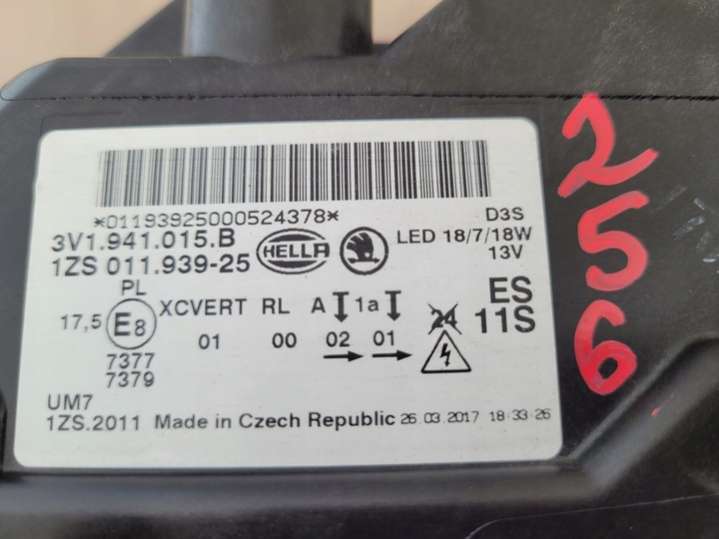 *01193925000524378*
3V1.941.015.B
1ZS 011.939-25
HELLA
D3S
LED 18/7/18W
13V
PL
17,5 E8
7377
7379
XCVERT RL A 1a
01 00 02 01
24
ES
11S
UM7
1ZS.2011 Made in Czech Republic 26.03.2017 18:33:26
256